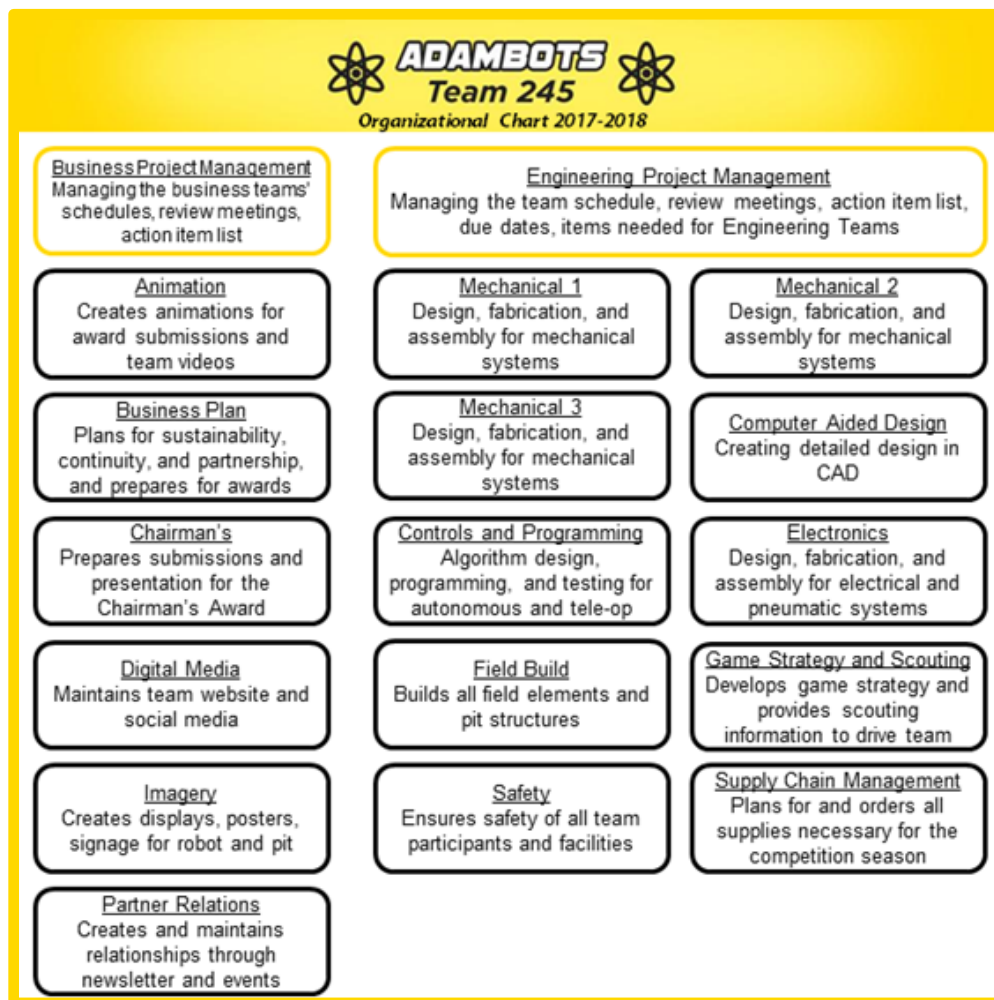 ADAMBOTS
Team 245
Organizational Chart 2017-2018
Business Project Management
Managing the business teams'
schedules, review meetings,
action item list
Engineering Project Management
Managing the team schedule, review meetings, action item list,
due dates, items needed for Engineering Teams
Animation
Creates animations for
award submissions and
team videos
Mechanical 1
Design, fabrication, and
assembly for mechanical
systems
Mechanical 2
Design, fabrication, and
assembly for mechanical
systems
Business Plan
Plans for sustainability,
continuity, and partnership,
and prepares for awards
Mechanical 3
Design, fabrication, and
assembly for mechanical
systems
Computer Aided Design
Creating detailed design in
CAD
Chairman's
Prepares submissions and
presentation for the
Chairman's Award
Controls and Programming
Algorithm design,
programming, and testing for
autonomous and tele-op
Electronics
Design, fabrication, and
assembly for electrical and
pneumatic systems
Digital Media
Maintains team website and
social media
Field Build
Builds all field elements and
pit structures
Game Strategy and Scouting
Develops game strategy and
provides scouting
information to drive team
Imagery
Creates displays, posters,
signage for robot and pit
Safety
Ensures safety of all team
participants and facilities
Supply Chain Management
Plans for and orders all
supplies necessary for the
competition season
Partner Relations
Creates and maintains
relationships through
newsletter and events